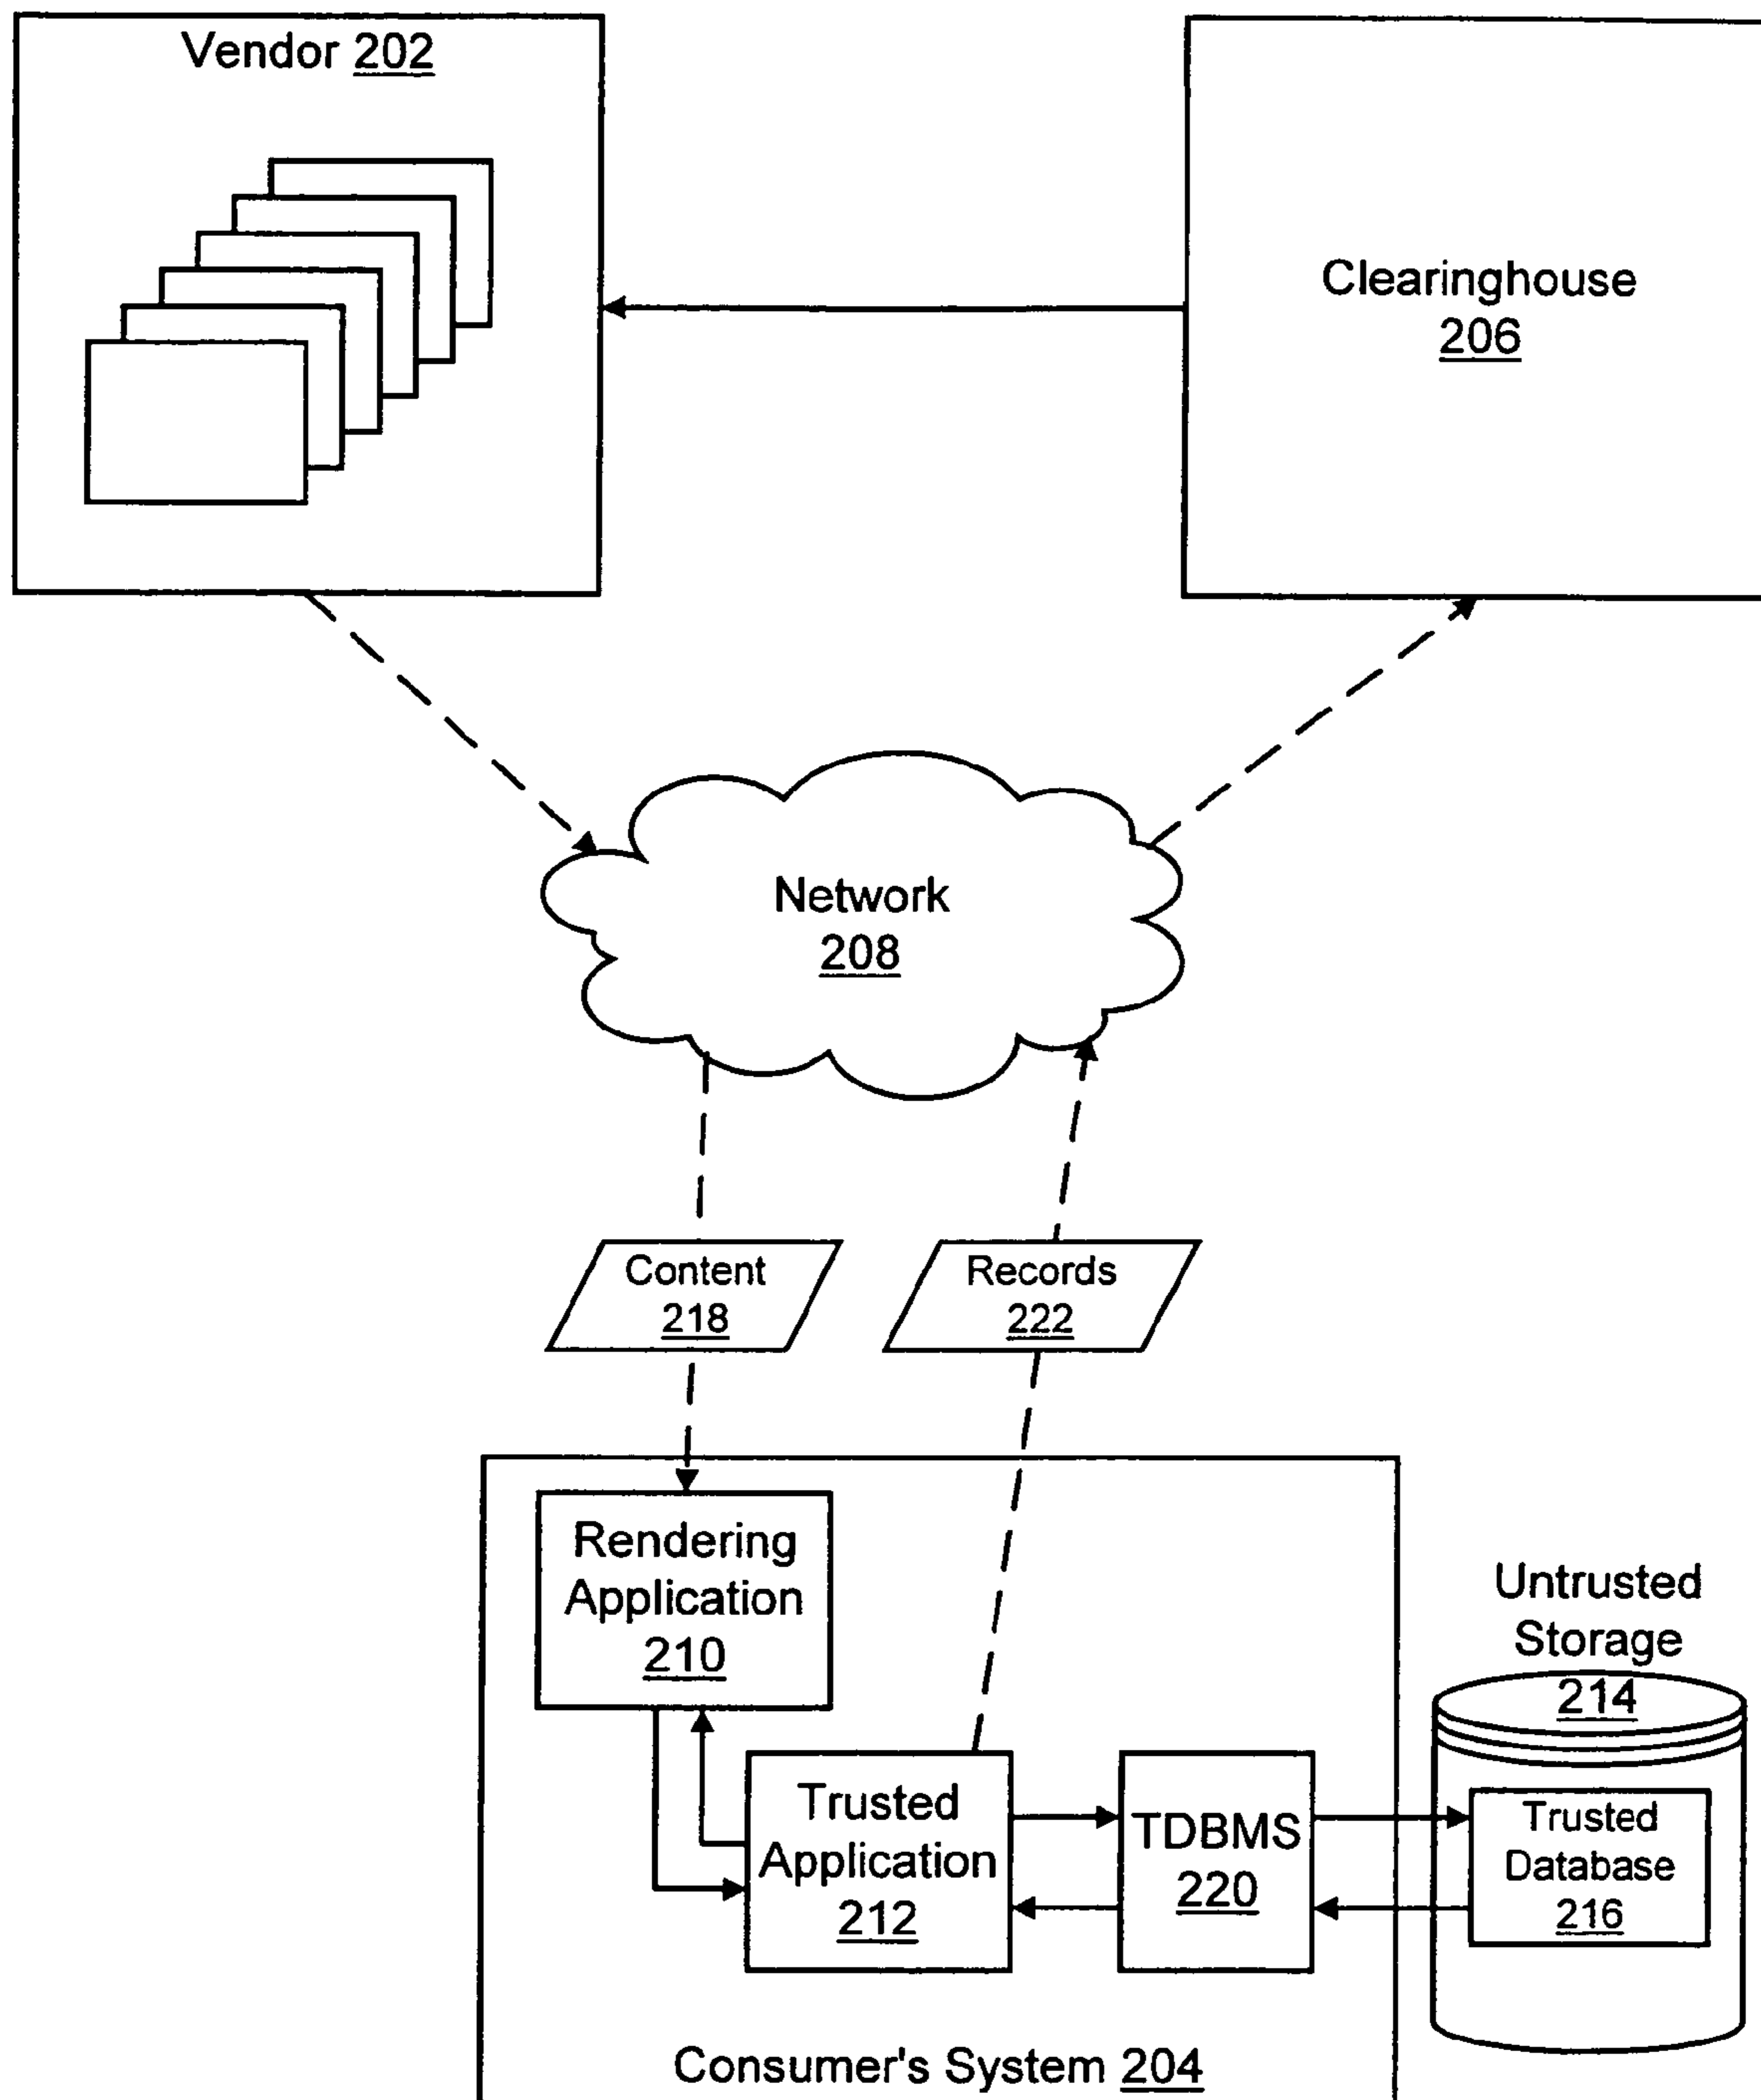 Vendor 202
Clearinghouse
206
Network
208
Content
218
Records
222
Rendering
Application
210
Untrusted
Storage
214
Trusted
Application
212
TDBMS
220
Trusted
Database
216
Consumer's System 204